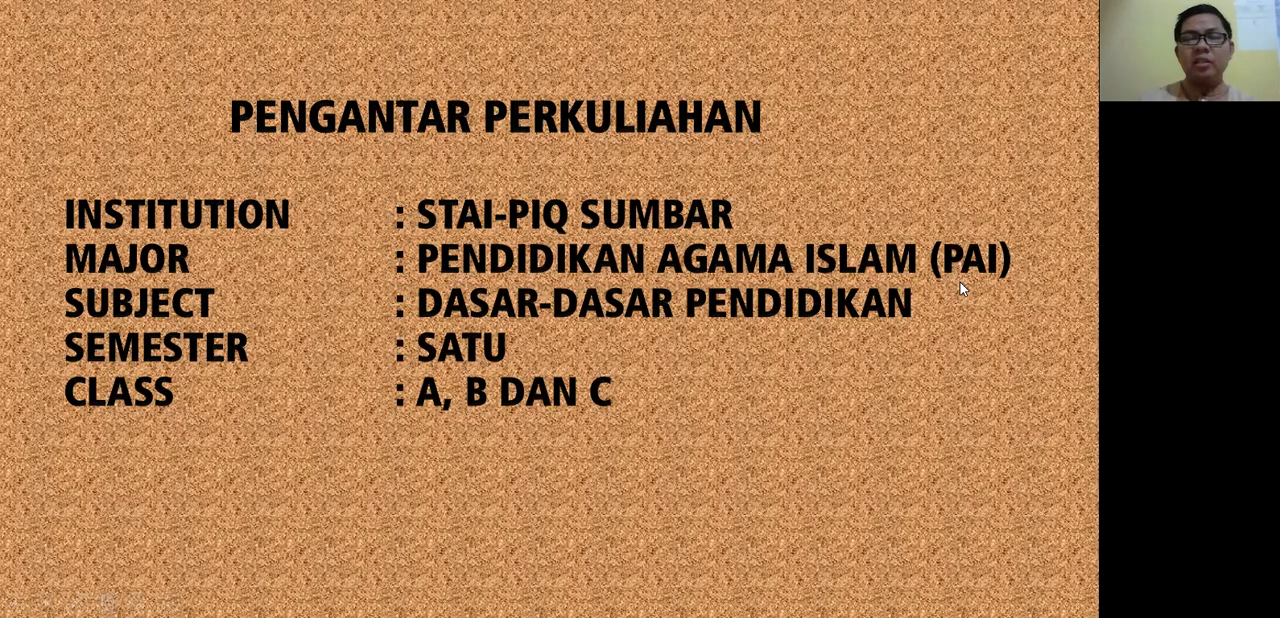 PENGANTAR PERKULIAHAN
INSTITUTION : STAI-PIQ SUMBAR
MAJOR : PENDIDIKAN AGAMA ISLAM (PAI)
SUBJECT : DASAR-DASAR PENDIDIKAN
SEMESTER : SATU
CLASS : A, B DAN C